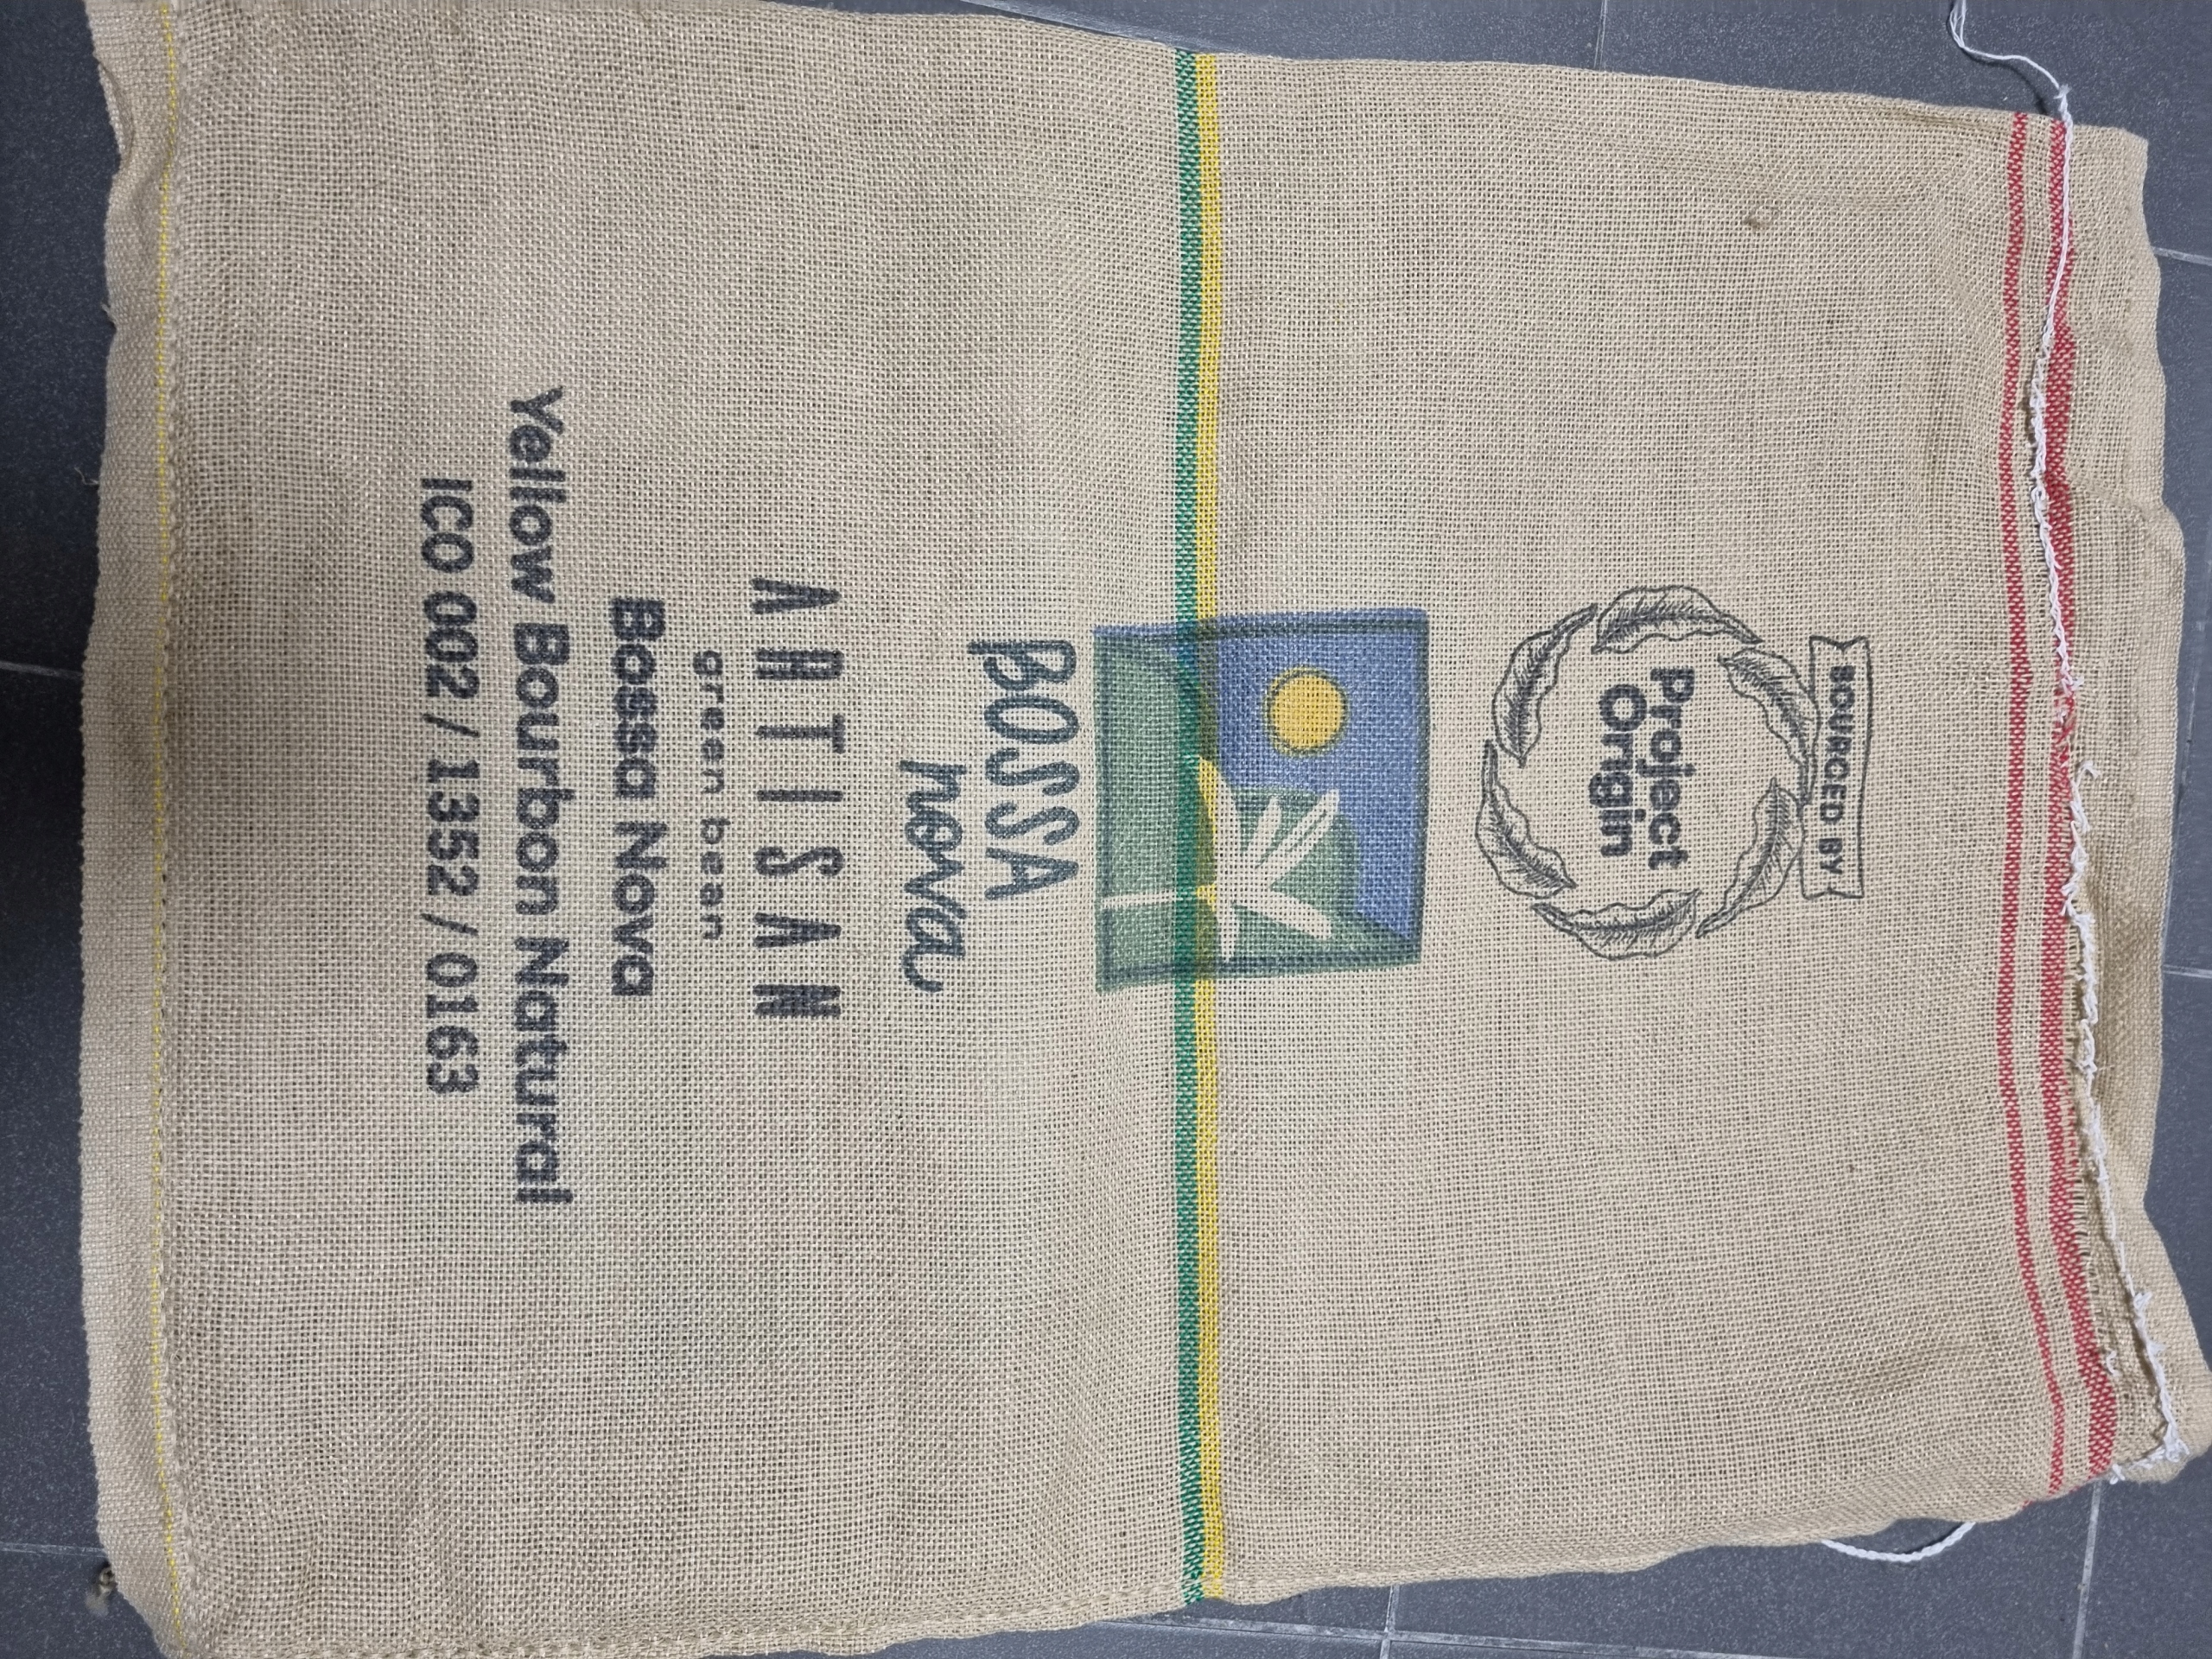 SOURCED BY
Project
Origin
BOSSA
nova
ARTISAN
green bean
Bossa Nova
Yellow Bourbon Natural
ICO 002 / 1352 / 0163